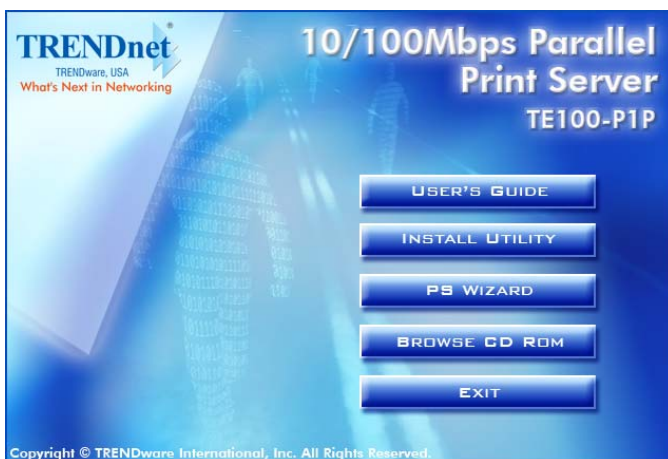 TRENDnet
TRENDware, USA
What's Next in Networking
10/100Mbps Parallel
Print Server
TE100-P1P
USER'S GUIDE
INSTALL UTILITY
PS WIZARD
BROWSE CD ROM
EXIT
Copyright © TRENDware International, Inc. All Rights Reserved.